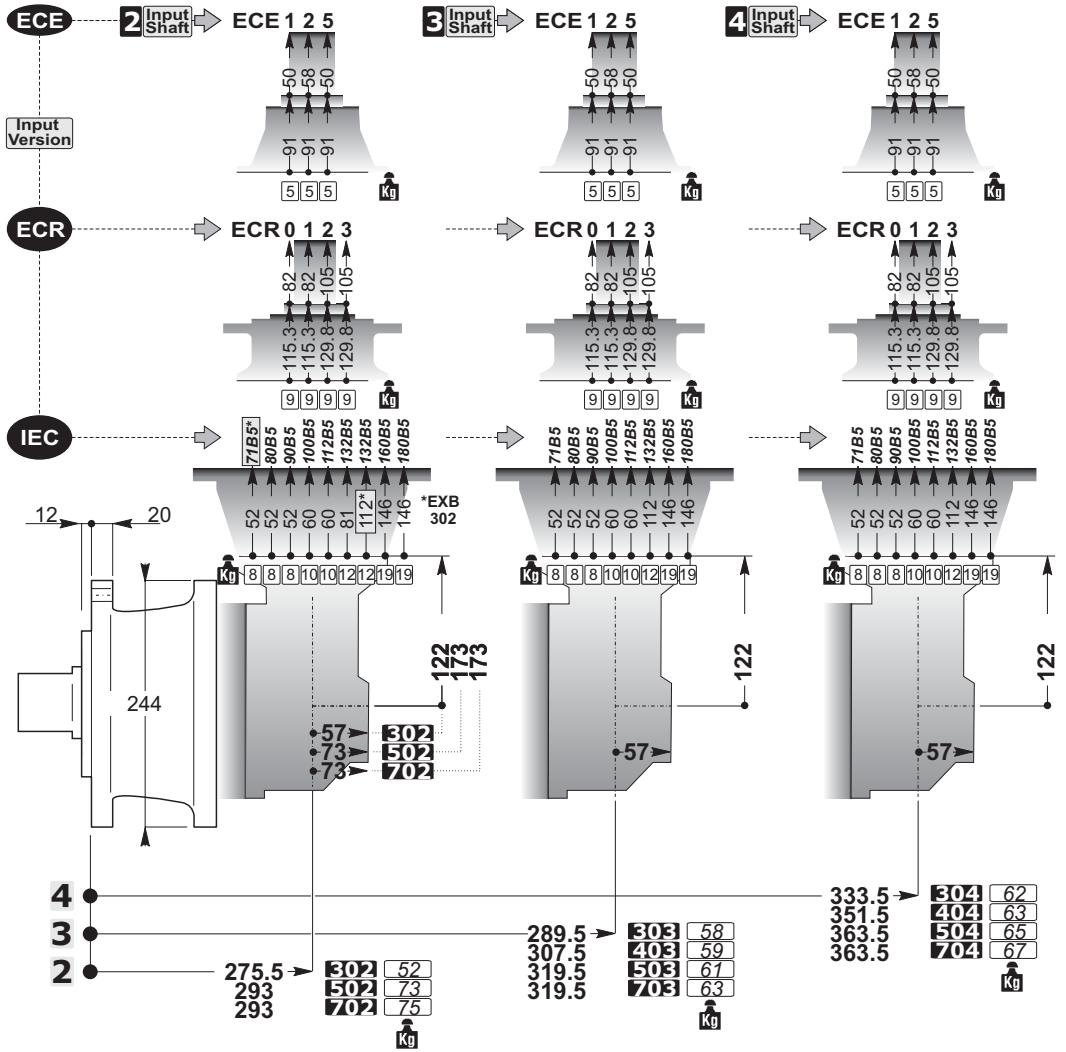 ECE 2 Input Shaft ECE 1 2 5 3 Input Shaft ECE 1 2 5 4 Input Shaft ECE 1 2 5
50 58 50 50 58 50 50 58 50
Input Version
91 91 91 91 91 91 91 91 91
5 5 5 Kg 5 5 5 Kg 5 5 5 Kg
ECR ECR 0 1 2 3 ECR 0 1 2 3 ECR 0 1 2 3
82 82 105 105 82 82 105 105 82 82 105 105
115.3 115.3 129.8 129.8 115.3 115.3 129.8 129.8 115.3 115.3 129.8 129.8
9 9 9 9 Kg 9 9 9 9 Kg 9 9 9 9 Kg
IEC 71B5* 80B5 90B5 100B5 112B5 132B5 132B5 160B5 180B5 71B5 80B5 90B5 100B5 112B5 132B5 160B5 180B5 71B5 80B5 90B5 100B5 112B5 132B5 160B5 180B5
52 52 52 60 60 81 112* 146 146 52 52 52 60 60 112 146 146 52 52 52 60 60 112 146 146
*EXB
302
12 20
Kg 8 8 8 10 10 12 12 19 19 Kg 8 8 8 10 10 12 19 19 Kg 8 8 8 10 10 12 19 19
122 173 173 122 122
244
57 302
73 502
73 702
57 57
4 333.5 304 62
351.5 404 63
363.5 504 65
363.5 704 67
Kg
3 289.5 303 58
307.5 403 59
319.5 503 61
319.5 703 63
Kg
2 275.5 302 52
293 502 73
293 702 75
Kg